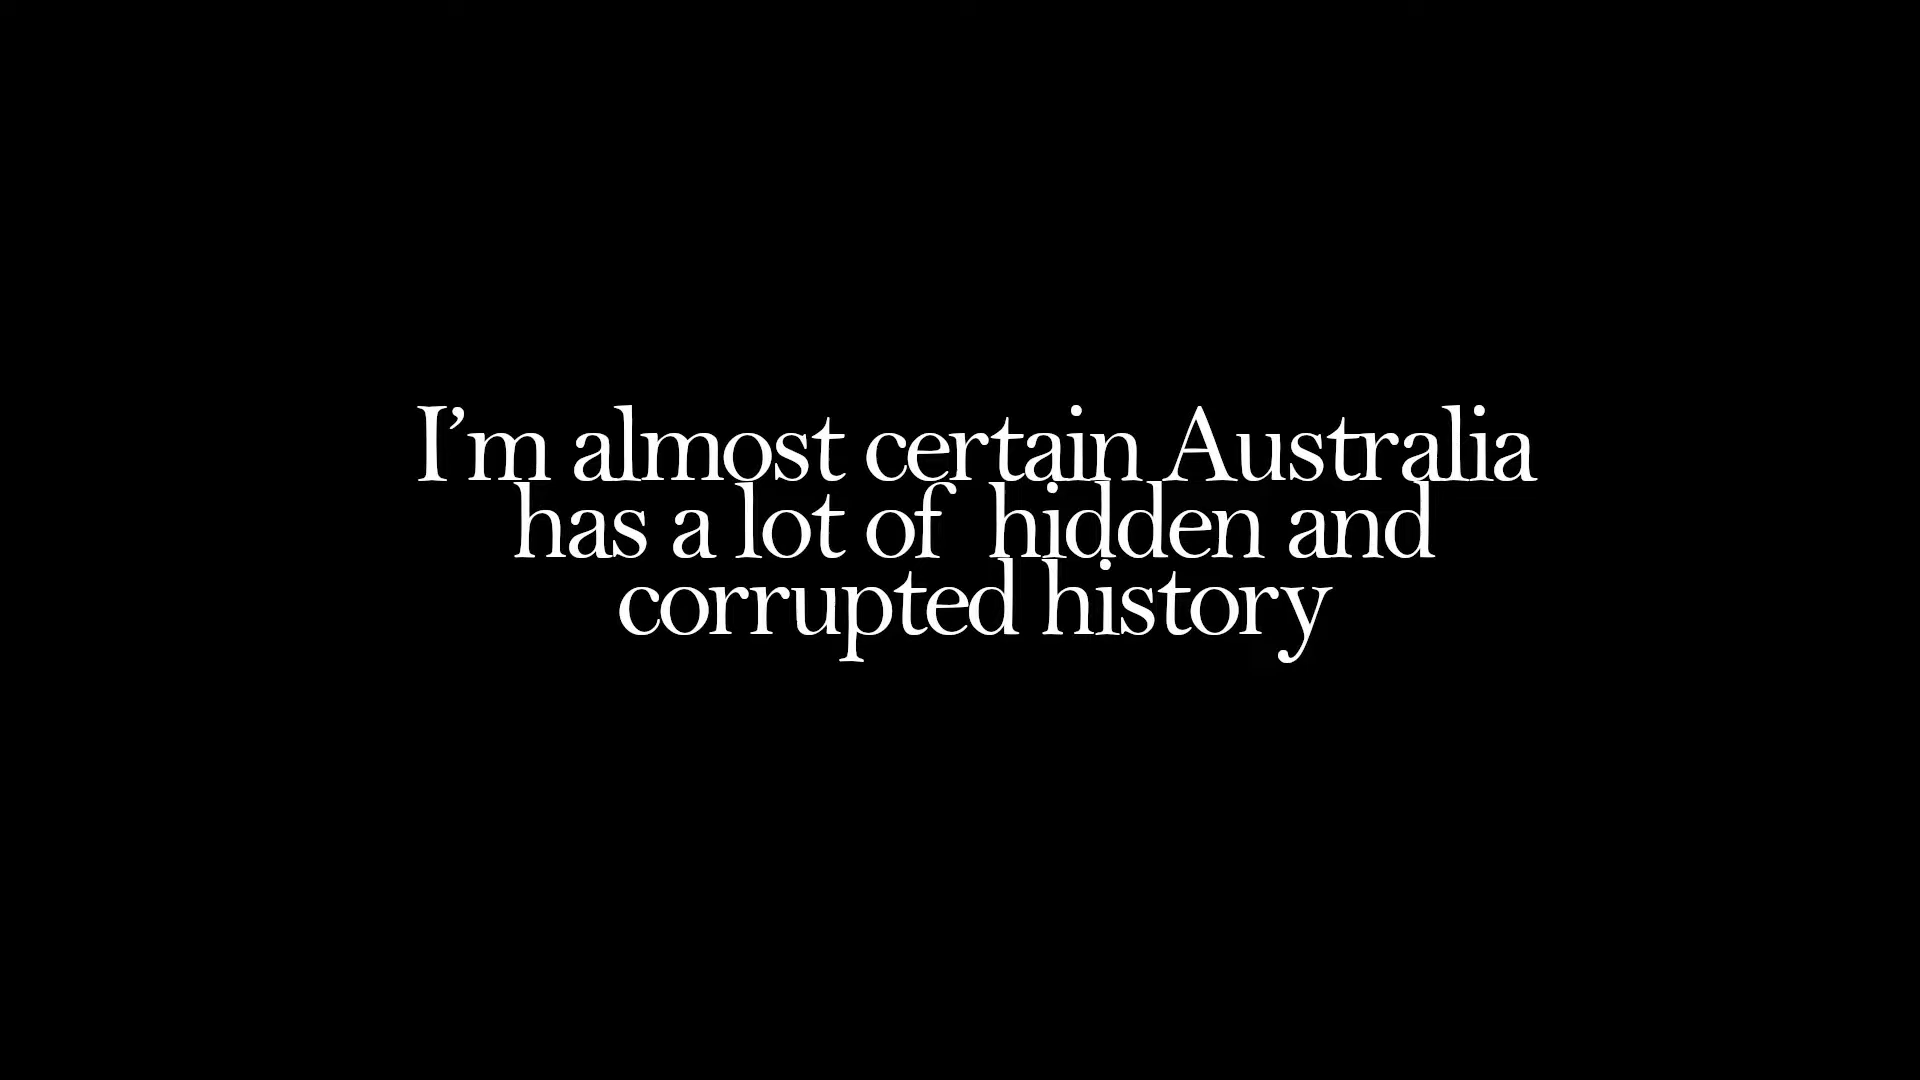 I’m almost certain Australia
has a lot of  hidden and
corrupted history